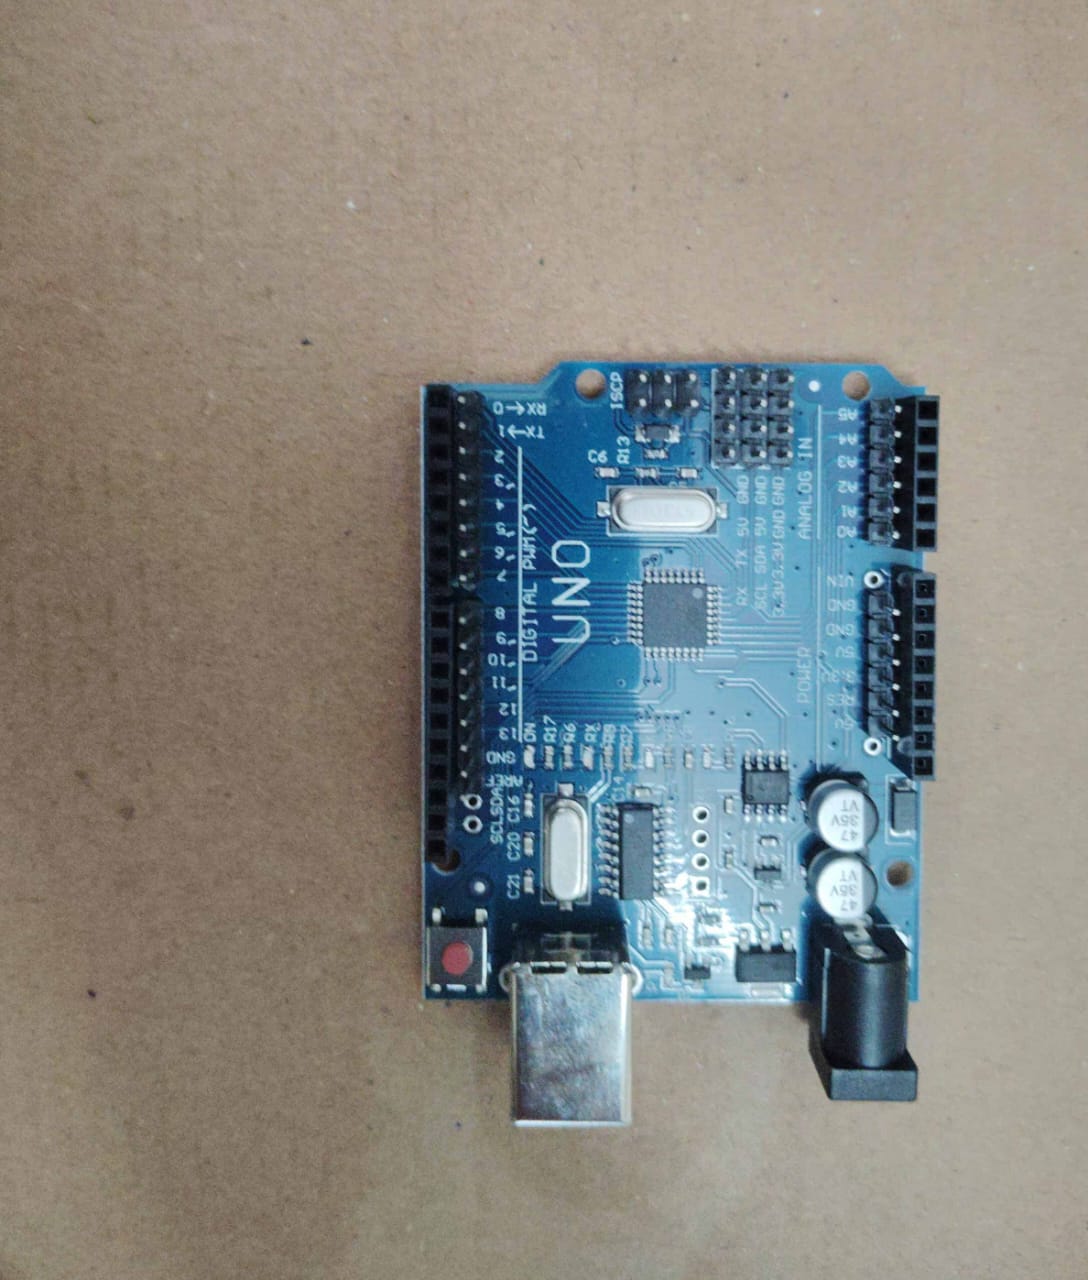 ISCP
RX←0
TX→1
2
~3
4
~5
~6
7
8
~9
~10
~11
12
13
GND
AREF
SDA
SCL
DIGITAL PWM(~)
UNO
C6
R13
A5
A4
A3
A2
A1
A0
ANALOG IN
GND GND GND
5V 5V GND
TX SDA 3.3V
RX SCL 3.3V
VIN
GND
GND
5V
3.3V
RES
5V
POWER
ON
R17
R6
RX
C14
C16
C20
C21
47
35V
VT
47
35V
VT